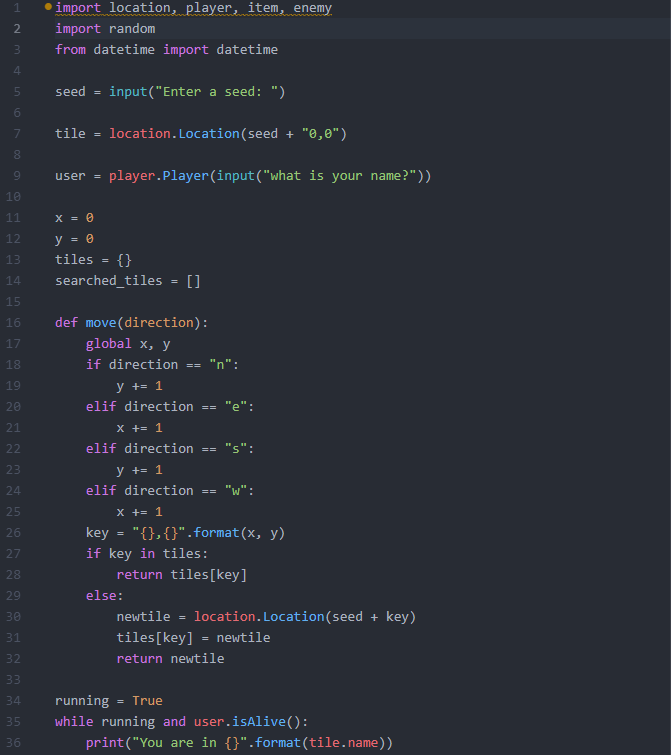 1 import location, player, item, enemy
2 import random
3 from datetime import datetime
4
5 seed = input("Enter a seed: ")
6
7 tile = location.Location(seed + "0,0")
8
9 user = player.Player(input("what is your name?"))
10
11 x = 0
12 y = 0
13 tiles = {}
14 searched_tiles = []
15
16 def move(direction):
17     global x, y
18     if direction == "n":
19         y += 1
20     elif direction == "e":
21         x += 1
22     elif direction == "s":
23         y += 1
24     elif direction == "w":
25         x += 1
26     key = "{},{}".format(x, y)
27     if key in tiles:
28         return tiles[key]
29     else:
30         newtile = location.Location(seed + key)
31         tiles[key] = newtile
32         return newtile
33
34 running = True
35 while running and user.isAlive():
36     print("You are in {}".format(tile.name))